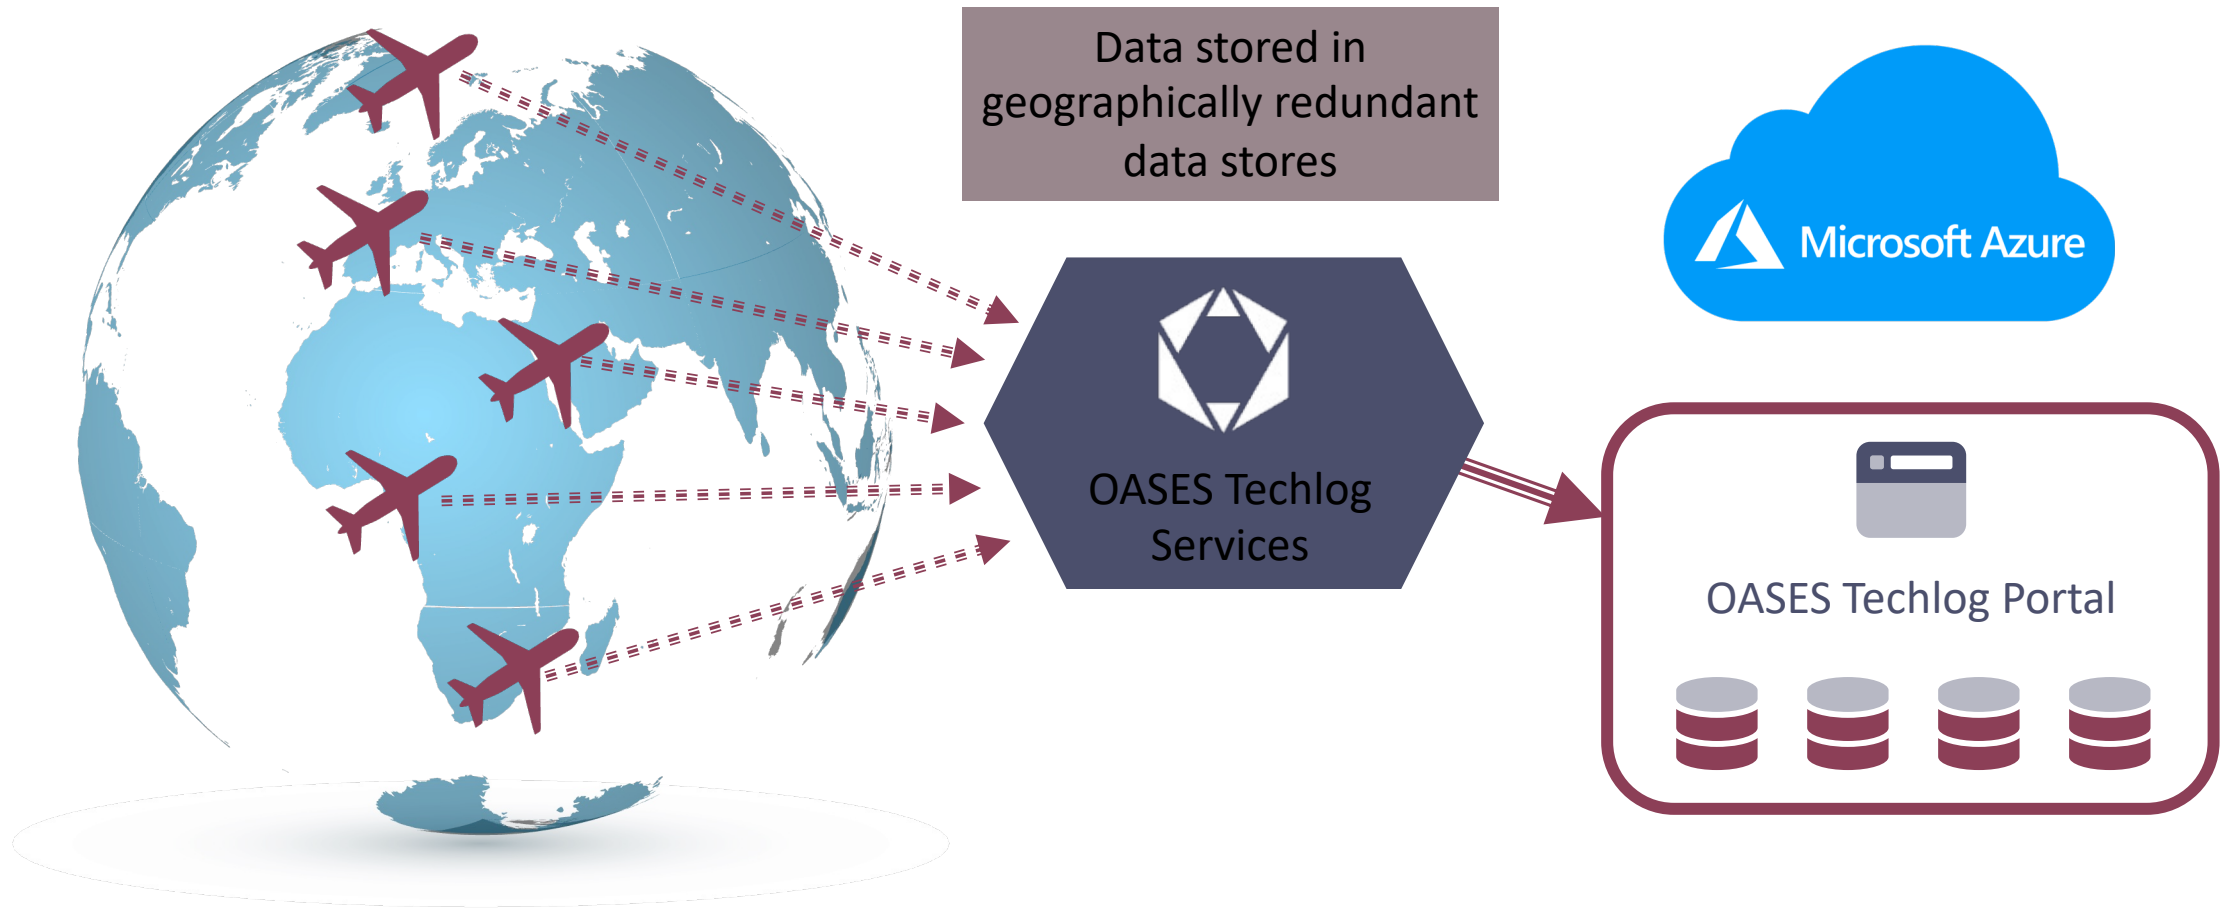 Data stored in
geographically redundant
data stores
Microsoft Azure
OASES Techlog
Services
OASES Techlog Portal